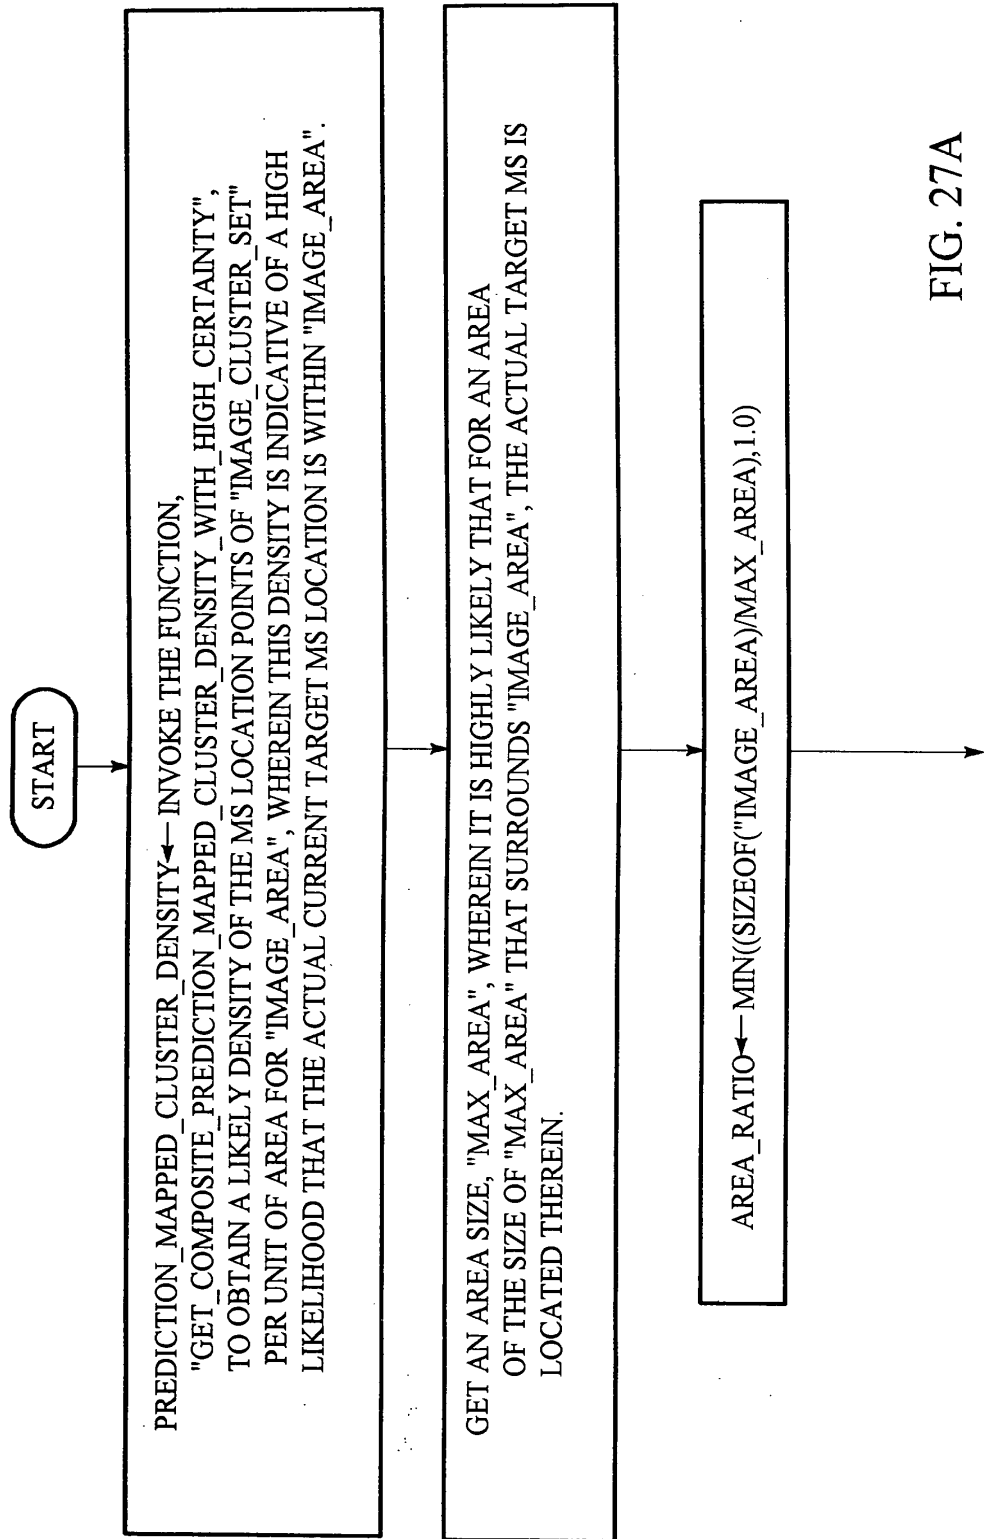 START
PREDICTION_MAPPED_CLUSTER_DENSITY ← INVOKE THE FUNCTION,
"GET_COMPOSITE_PREDICTION_MAPPED_CLUSTER_DENSITY_WITH_HIGH_CERTAINTY",
TO OBTAIN A LIKELY DENSITY OF THE MS LOCATION POINTS OF "IMAGE_CLUSTER_SET"
PER UNIT OF AREA FOR "IMAGE_AREA", WHEREIN THIS DENSITY IS INDICATIVE OF A HIGH
LIKELIHOOD THAT THE ACTUAL CURRENT TARGET MS LOCATION IS WITHIN "IMAGE_AREA".
GET AN AREA SIZE, "MAX_AREA", WHEREIN IT IS HIGHLY LIKELY THAT FOR AN AREA
OF THE SIZE OF "MAX_AREA" THAT SURROUNDS "IMAGE_AREA", THE ACTUAL TARGET MS IS
LOCATED THEREIN.
AREA_RATIO ← MIN((SIZEOF("IMAGE_AREA)/MAX_AREA),1.0)
FIG. 27A